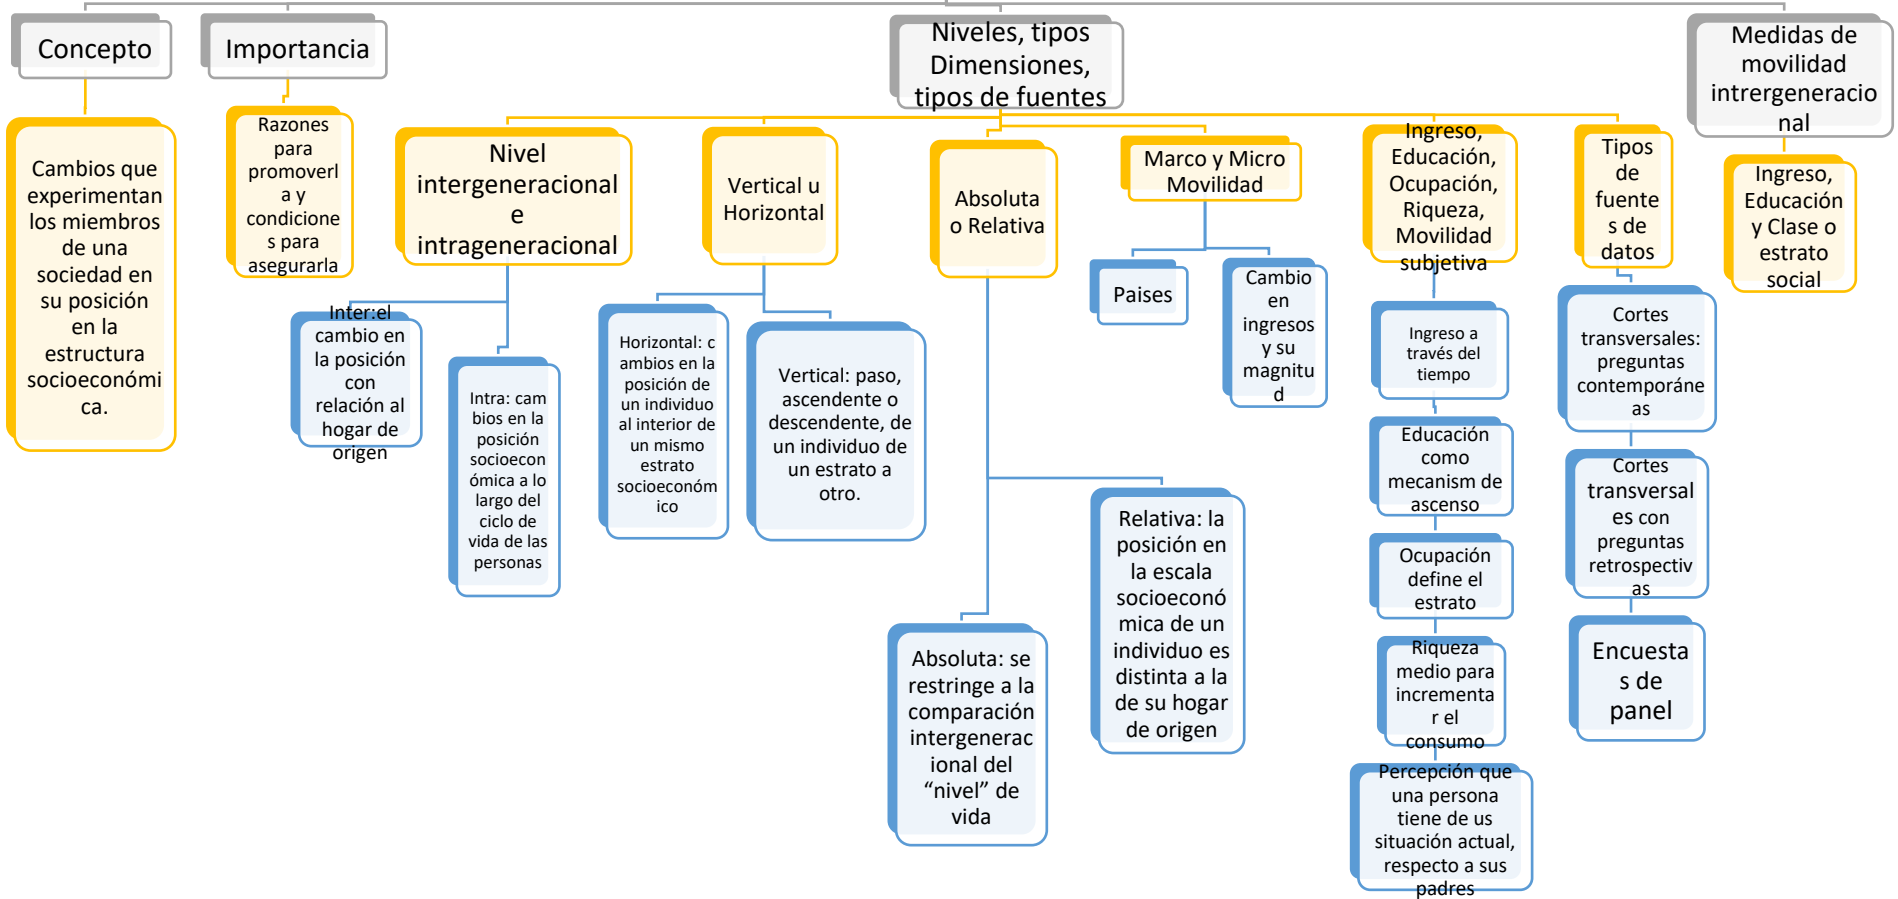 Concepto
Importancia
Niveles, tipos
Dimensiones,
tipos de fuentes
Medidas de
movilidad
intrergeneracio
nal
Cambios que
experimentan
los miembros
de una
sociedad en
su posición
en la
estructura
socioeconómi
ca.
Razones
para
promoverl
a y
condicione
s para
asegurarla
Nivel
intergeneracional
e
intrageneracional
Inter:el
cambio en
la posición
con
relación al
hogar de
origen
Intra: cam
bios en la
posición
socioecon
ómica a lo
largo del
ciclo de
vida de las
personas
Vertical u
Horizontal
Horizontal: c
ambios en la
posición de
un individuo
al interior de
un mismo
estrato
socioeconóm
ico
Vertical: paso,
ascendente o
descendente, de
un individuo de
un estrato a
otro.
Absoluta
o Relativa
Absoluta: se
restringe a la
comparación
intergenerac
ional del
“nivel” de
vida
Relativa: la
posición en
la escala
socioeconó
mica de un
individuo es
distinta a la
de su hogar
de origen
Marco y Micro
Movilidad
Paises
Cambio
en
ingresos
y su
magnitu
d
Ingreso,
Educación,
Ocupación,
Riqueza,
Movilidad
subjetiva
Ingreso a
través del
tiempo
Educación
como
mecanism de
ascenso
Ocupación
define el
estrato
Riqueza
medio para
incrementa
r el
consumo
Percepción que
una persona
tiene de us
situación actual,
respecto a sus
padres
Tipos
de
fuente
s de
datos
Cortes
transversales:
preguntas
contemporáne
as
Cortes
transversal
es con
preguntas
retrospectiv
as
Encuesta
s de
panel
Ingreso,
Educación
y Clase o
estrato
social